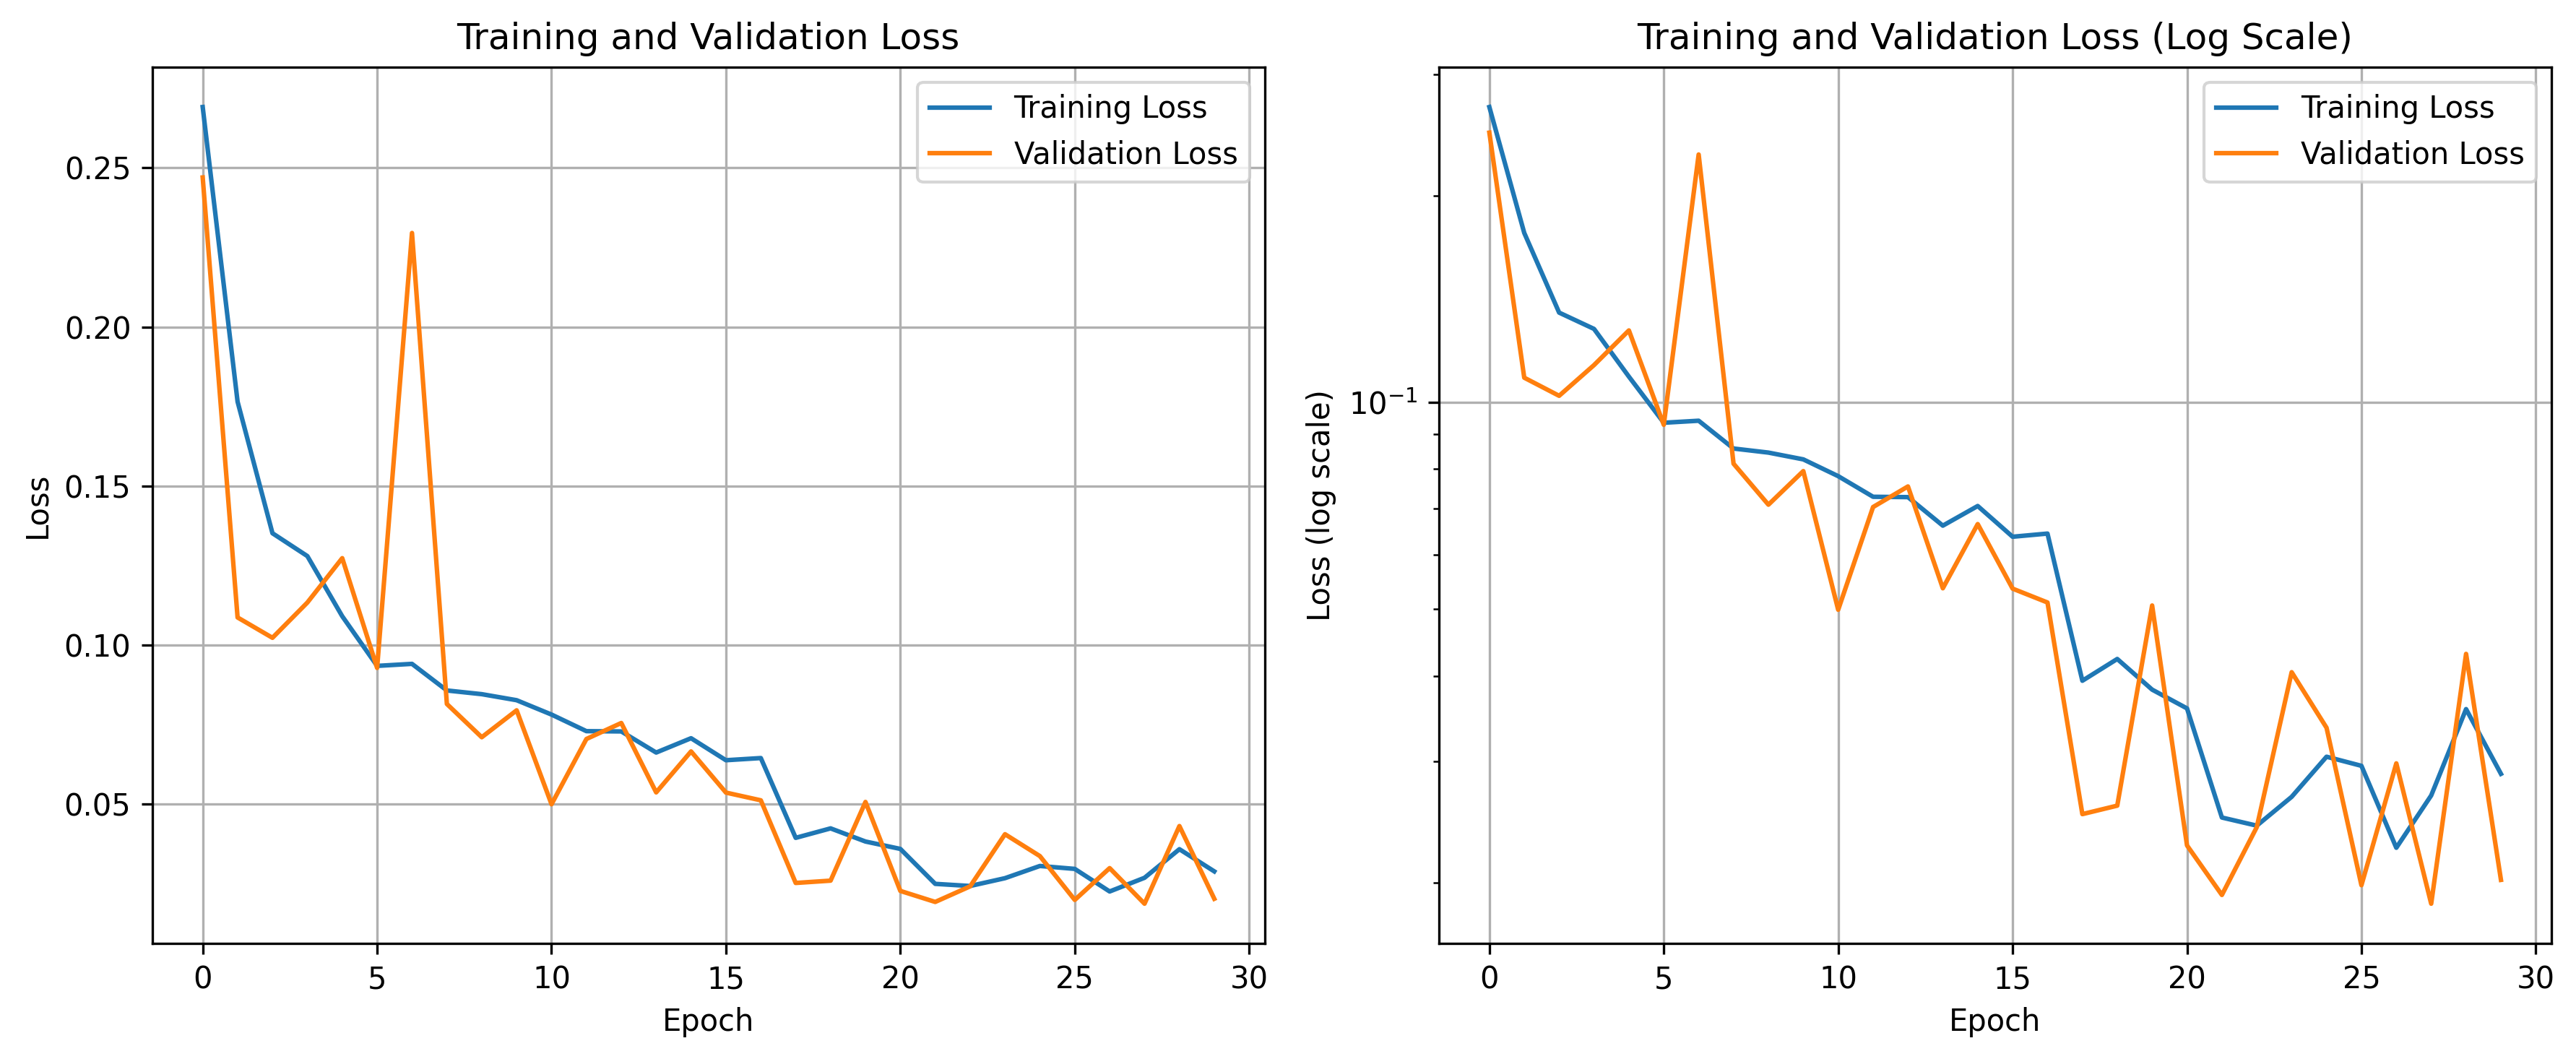 Training and Validation Loss
Training Loss
Validation Loss
0.25
0.20
0.15
0.10
0.05
Loss
0 5 10 15 20 25 30
Epoch
Training and Validation Loss (Log Scale)
Training Loss
Validation Loss
10⁻¹
Loss (log scale)
0 5 10 15 20 25 30
Epoch